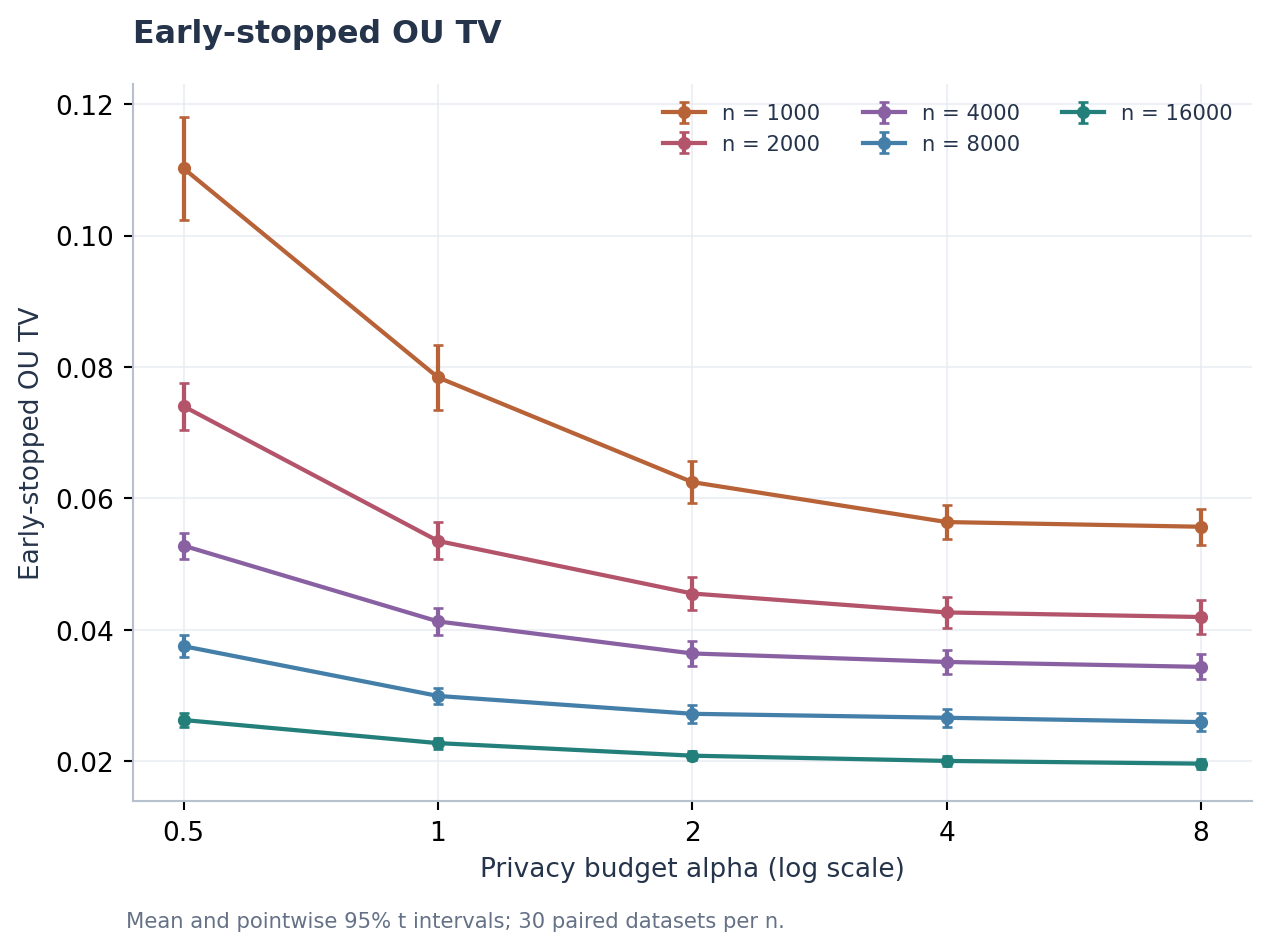 Early-stopped OU TV
0.12
0.10
0.08
0.06
0.04
0.02
Early-stopped OU TV
n = 1000
n = 2000
n = 4000
n = 8000
n = 16000
0.5 1 2 4 8
Privacy budget alpha (log scale)
Mean and pointwise 95% t intervals; 30 paired datasets per n.